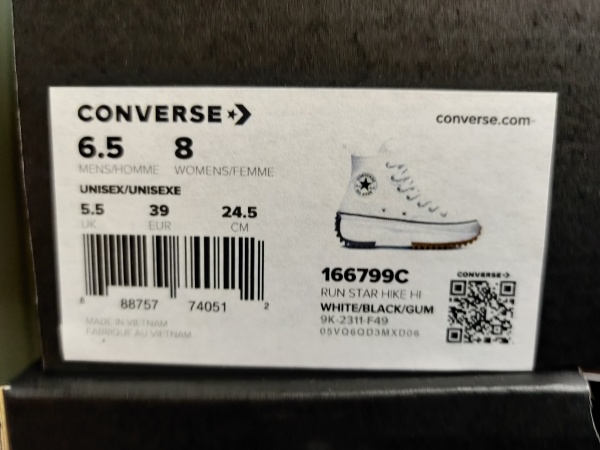 CONVERSE
converse.com
6.5 8
MENS/HOMME WOMENS/FEMME
UNISEX/UNISEXE
5.5 39 24.5
UK EUR CM
8 88757 74051 2
MADE IN VIETNAM
FABRIQUÉ AU VIETNAM
166799C
RUN STAR HIKE HI
WHITE/BLACK/GUM
9K-2311-F49
05VQ6QD3MXD06
CONVERSE